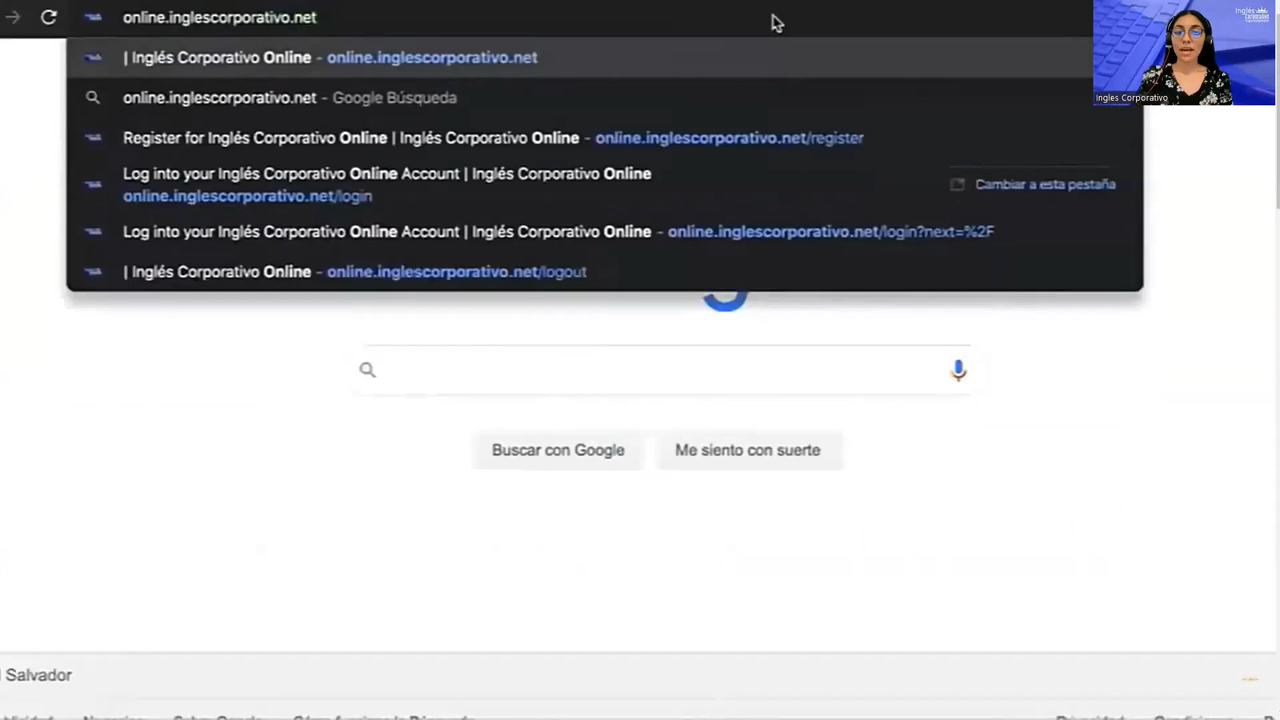 online.inglescorporativo.net
| Inglés Corporativo Online - online.inglescorporativo.net
online.inglescorporativo.net - Google Búsqueda
Register for Inglés Corporativo Online | Inglés Corporativo Online - online.inglescorporativo.net/register
Log into your Inglés Corporativo Online Account | Inglés Corporativo Online
online.inglescorporativo.net/login
Cambiar a esta pestaña
Log into your Inglés Corporativo Online Account | Inglés Corporativo Online - online.inglescorporativo.net/login?next=%2F
| Inglés Corporativo Online - online.inglescorporativo.net/logout
Inglés
Corporativo
Ingles Corporativo
Buscar con Google
Me siento con suerte
Salvador